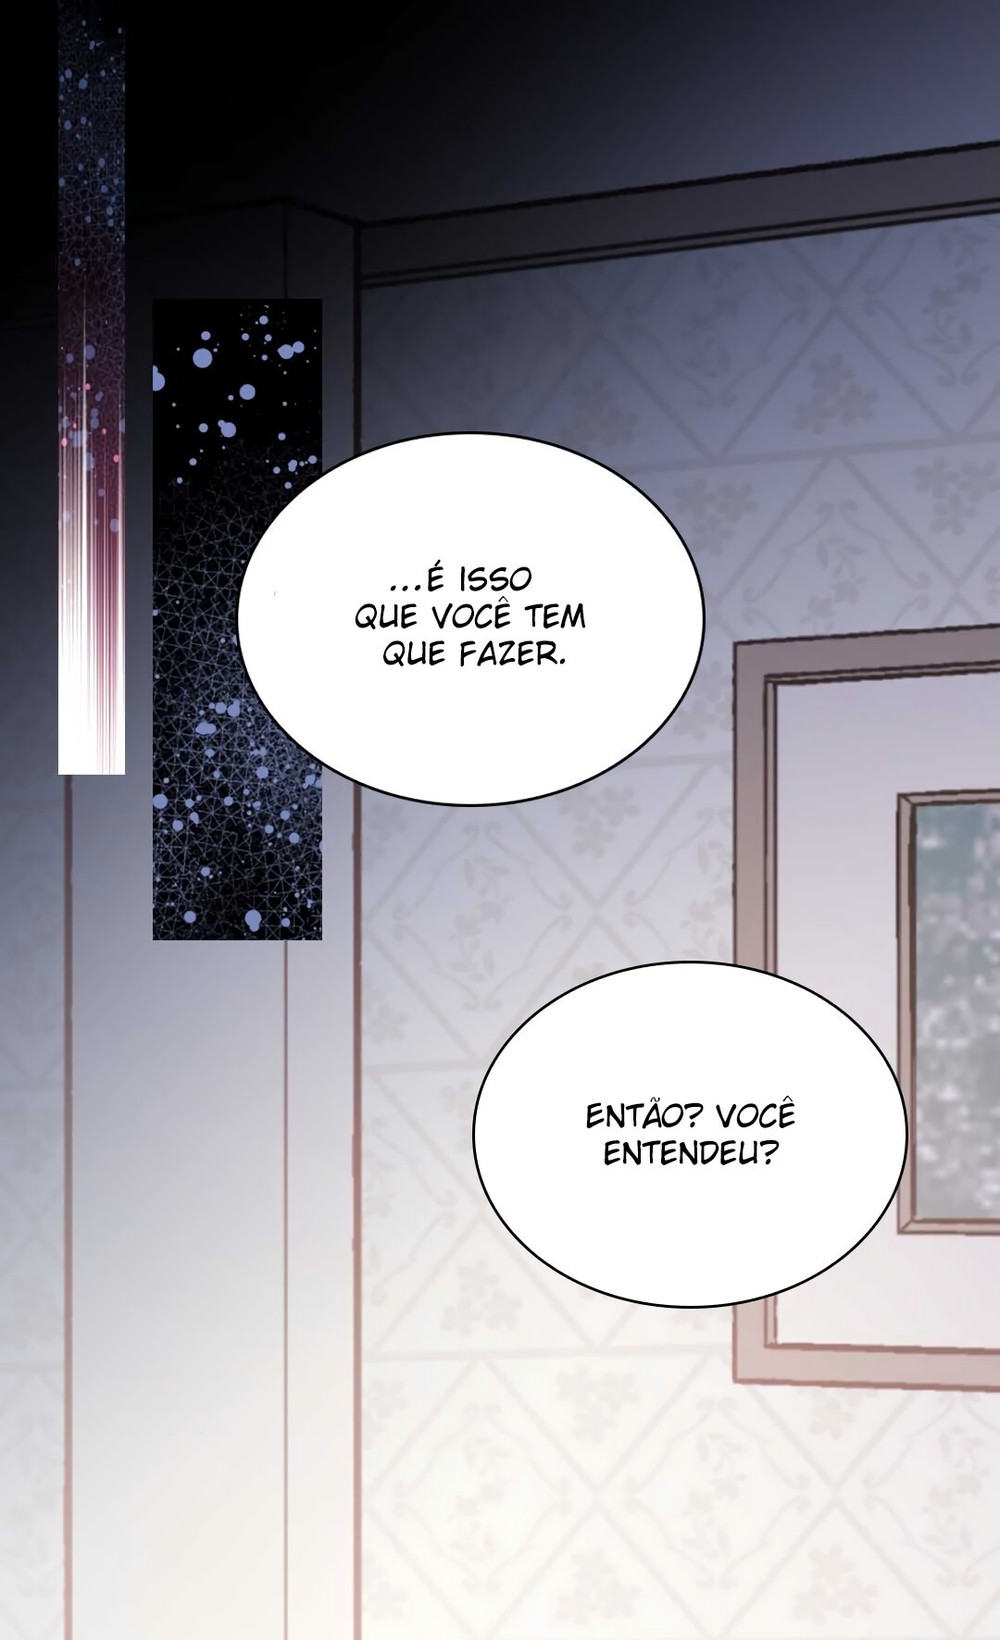 ...É ISSO
QUE VOCÊ TEM
QUE FAZER.
ENTÃO? VOCÊ
ENTENDEU?